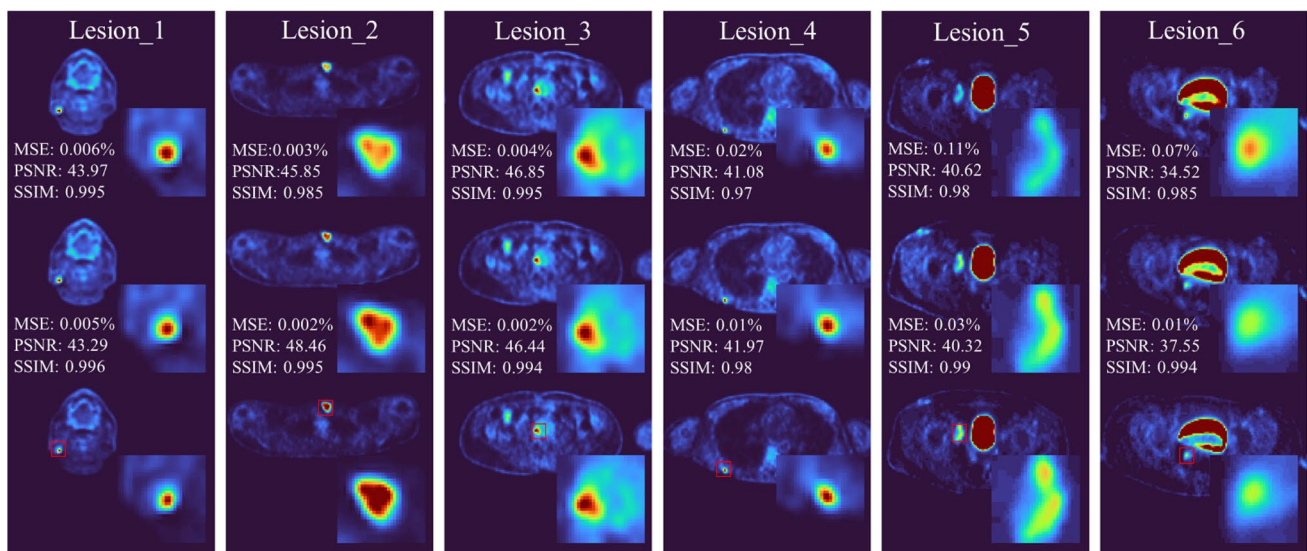 Lesion_1
MSE: 0.006%
PSNR: 43.97
SSIM: 0.995
MSE: 0.005%
PSNR: 43.29
SSIM: 0.996
Lesion_2
MSE:0.003%
PSNR:45.85
SSIM: 0.985
MSE: 0.002%
PSNR: 48.46
SSIM: 0.995
Lesion_3
MSE: 0.004%
PSNR: 46.85
SSIM: 0.995
MSE: 0.002%
PSNR: 46.44
SSIM: 0.994
Lesion_4
MSE: 0.02%
PSNR: 41.08
SSIM: 0.97
MSE: 0.01%
PSNR: 41.97
SSIM: 0.98
Lesion_5
MSE: 0.11%
PSNR: 40.62
SSIM: 0.98
MSE: 0.03%
PSNR: 40.32
SSIM: 0.99
Lesion_6
MSE: 0.07%
PSNR: 34.52
SSIM: 0.985
MSE: 0.01%
PSNR: 37.55
SSIM: 0.994